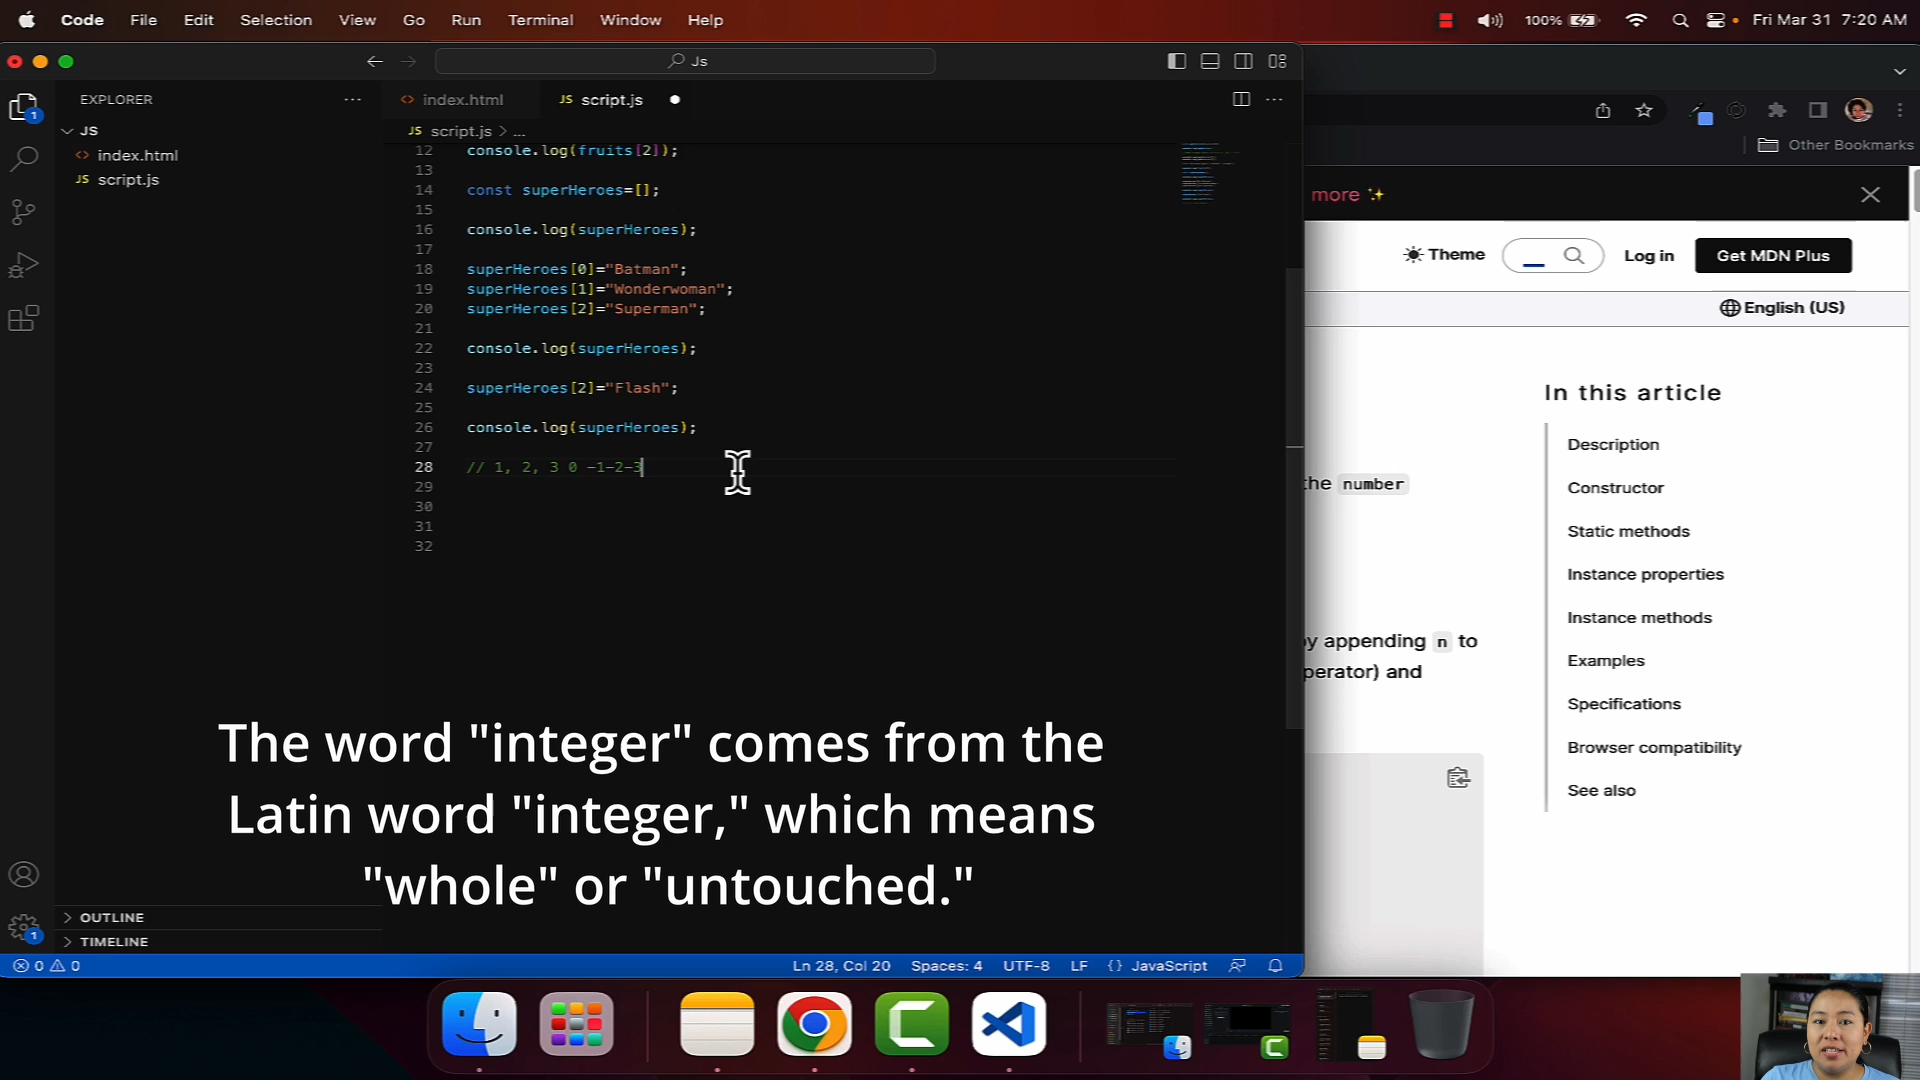 Code File Edit Selection View Go Run Terminal Window Help
100% Fri Mar 31 7:20 AM
Js
EXPLORER
JS
index.html
JS script.js
1
index.html JS script.js
JS script.js > ...
12 console.log(fruits[2]);
13
14 const superHeroes=[];
15
16 console.log(superHeroes);
17
18 superHeroes[0]="Batman";
19 superHeroes[1]="Wonderwoman";
20 superHeroes[2]="Superman";
21
22 console.log(superHeroes);
23
24 superHeroes[2]="Flash";
25
26 console.log(superHeroes);
27
28 // 1, 2, 3 0 -1-2-3
29
30
31
32
Other Bookmarks
more
Theme
Log in
Get MDN Plus
English (US)
the number
by appending n to
perator) and
In this article
Description
Constructor
Static methods
Instance properties
Instance methods
Examples
Specifications
Browser compatibility
See also
The word "integer" comes from the
Latin word "integer," which means
"whole" or "untouched."
OUTLINE
TIMELINE
1
0 0
Ln 28, Col 20 Spaces: 4 UTF-8 LF {} JavaScript